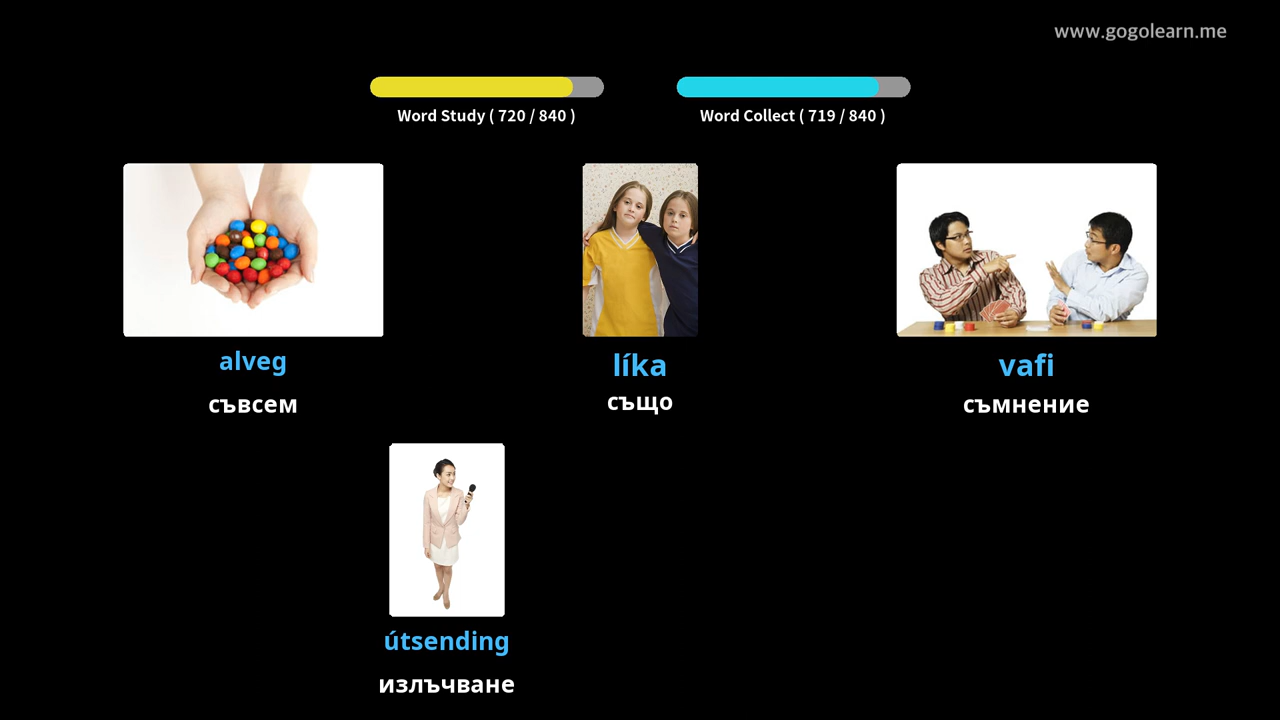 www.gogolearn.me
Word Study ( 720 / 840 )
Word Collect ( 719 / 840 )
alveg
líka
vafi
съвсем
също
съмнение
útsending
излъчване